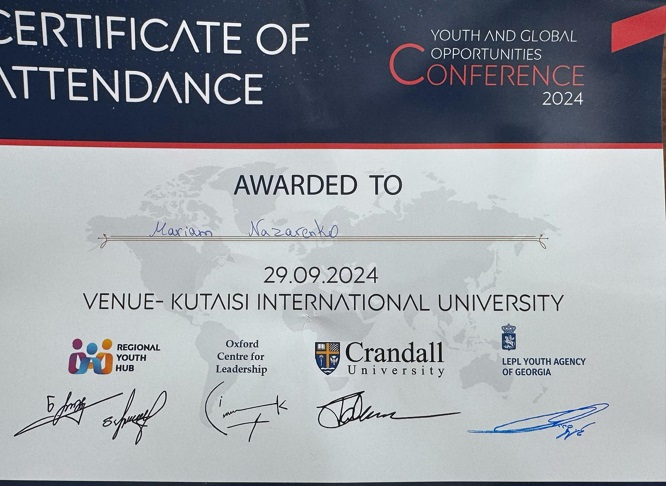 CERTIFICATE OF
ATTENDANCE
YOUTH AND GLOBAL
OPPORTUNITIES
CONFERENCE
2024
AWARDED TO
Mariam Nazarenko
29.09.2024
VENUE- KUTAISI INTERNATIONAL UNIVERSITY
REGIONAL
YOUTH
HUB
Oxford
Centre for
Leadership
Crandall
University
LEPL YOUTH AGENCY
OF GEORGIA